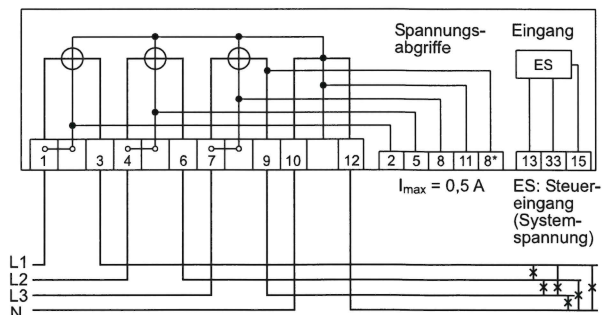 Spannungs-
abgriffe
Eingang
ES
1 3 4 6 7 9 10 12
2 5 8 11 8*
13 33 15
I max = 0,5 A
ES: Steuer-
eingang
(System-
spannung)
L1
L2
L3
N